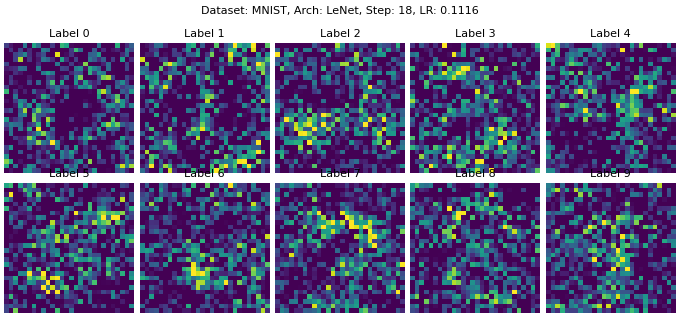 Dataset: MNIST, Arch: LeNet, Step: 18, LR: 0.1116
Label 0 Label 1 Label 2 Label 3 Label 4
Label 5 Label 6 Label 7 Label 8 Label 9